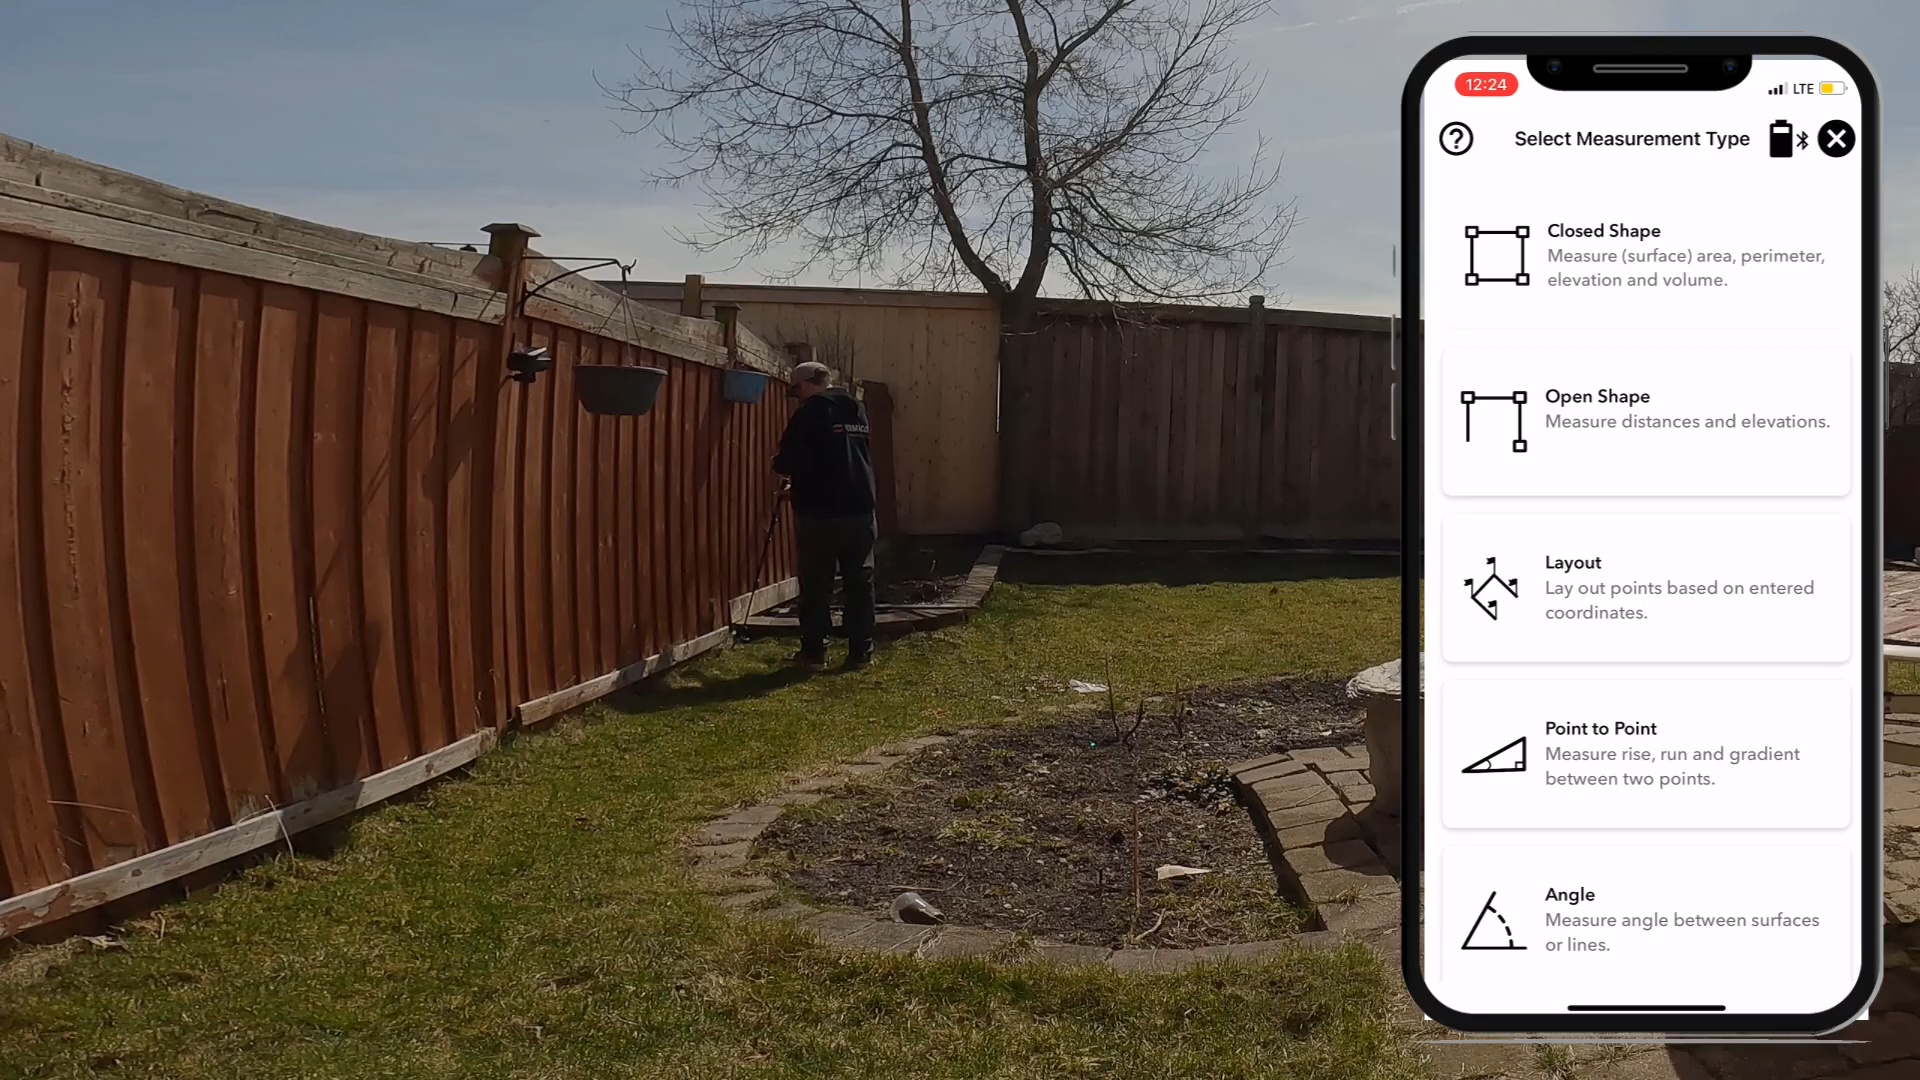 12:24
LTE
Select Measurement Type
Closed Shape
Measure (surface) area, perimeter,
elevation and volume.
Open Shape
Measure distances and elevations.
Layout
Lay out points based on entered
coordinates.
Point to Point
Measure rise, run and gradient
between two points.
Angle
Measure angle between surfaces
or lines.